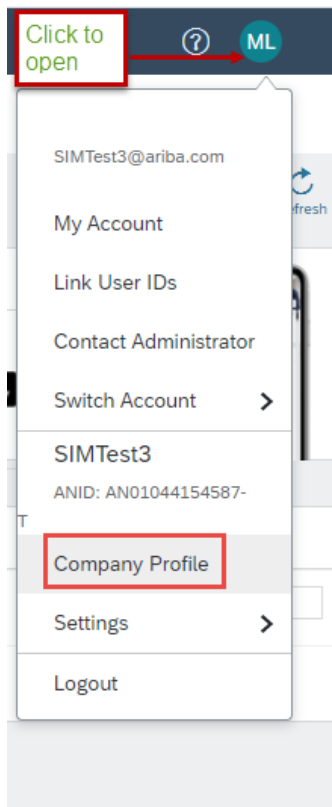 Click to
open
?
ML
SIMTest3@ariba.com
fresh
My Account
Link User IDs
Contact Administrator
Switch Account
SIMTest3
ANID: AN01044154587-
T
Company Profile
Settings
Logout